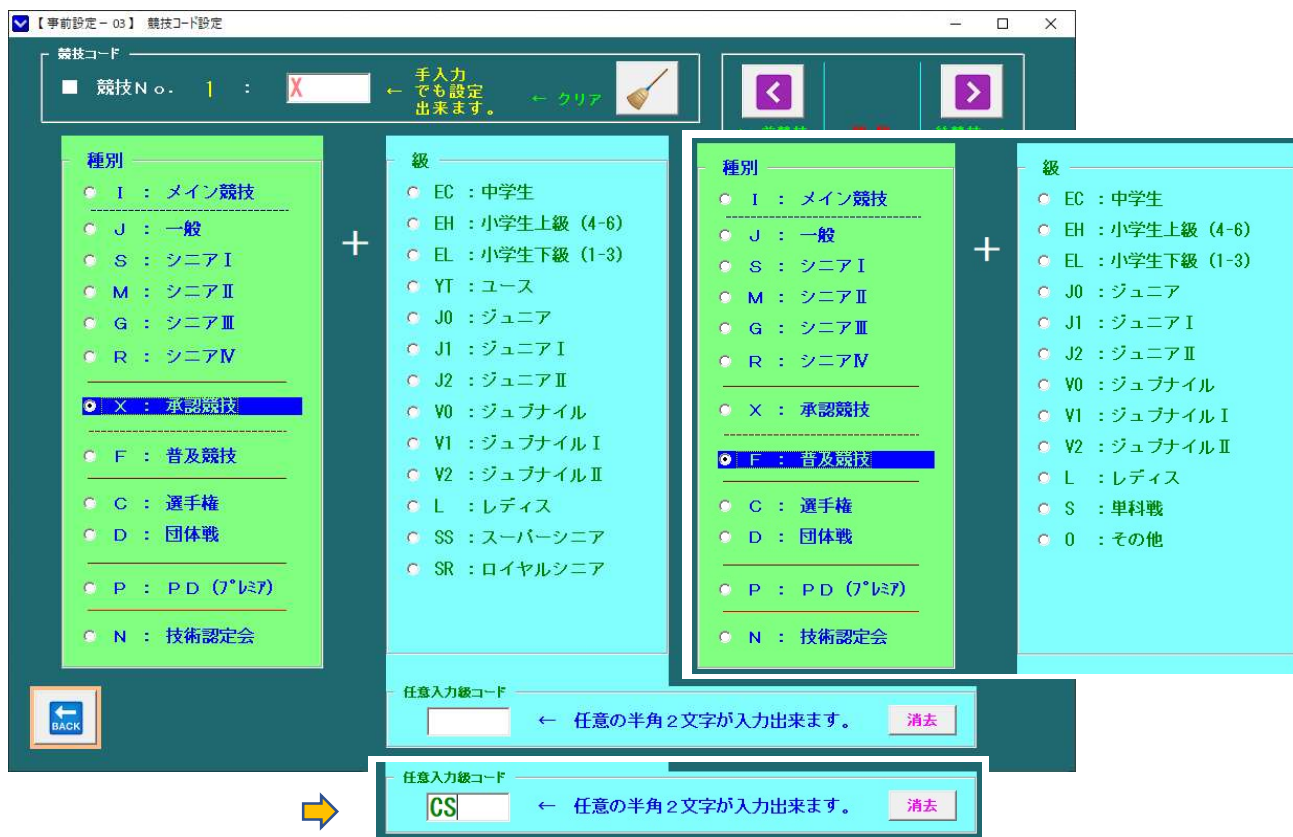 【 事前設定－ 03 】 競技コード設定
競技コード
競技Ｎｏ． 1 ： X ← 手入力
でも設定
出来ます。
← クリア
種別
Ｉ ： メイン競技
Ｊ ： 一般
Ｓ ： シニアⅠ
Ｍ ： シニアⅡ
Ｇ ： シニアⅢ
Ｒ ： シニアⅣ
Ｘ ： 承認競技
Ｆ ： 普及競技
Ｃ ： 選手権
Ｄ ： 団体戦
Ｐ ： ＰＤ（ﾌﾟﾚﾐｱ）
Ｎ ： 技術認定会
＋
級
EC ：中学生
EH ：小学生上級（4-6）
EL ：小学生下級（1-3）
YT ：ユース
J0 ：ジュニア
J1 ：ジュニアⅠ
J2 ：ジュニアⅡ
V0 ：ジュブナイル
V1 ：ジュブナイルⅠ
V2 ：ジュブナイルⅡ
L ：レディス
SS ：スーパーシニア
SR ：ロイヤルシニア
種別
Ｉ ： メイン競技
Ｊ ： 一般
Ｓ ： シニアⅠ
Ｍ ： シニアⅡ
Ｇ ： シニアⅢ
Ｒ ： シニアⅣ
Ｘ ： 承認競技
Ｆ ： 普及競技
Ｃ ： 選手権
Ｄ ： 団体戦
Ｐ ： ＰＤ（ﾌﾟﾚﾐｱ）
Ｎ ： 技術認定会
＋
級
EC ：中学生
EH ：小学生上級（4-6）
EL ：小学生下級（1-3）
J0 ：ジュニア
J1 ：ジュニアⅠ
J2 ：ジュニアⅡ
V0 ：ジュブナイル
V1 ：ジュブナイルⅠ
V2 ：ジュブナイルⅡ
L ：レディス
S ：単科戦
O ：その他
BACK
任意入力級コード
← 任意の半角２文字が入力出来ます。 消去
任意入力級コード
CS ← 任意の半角２文字が入力出来ます。 消去